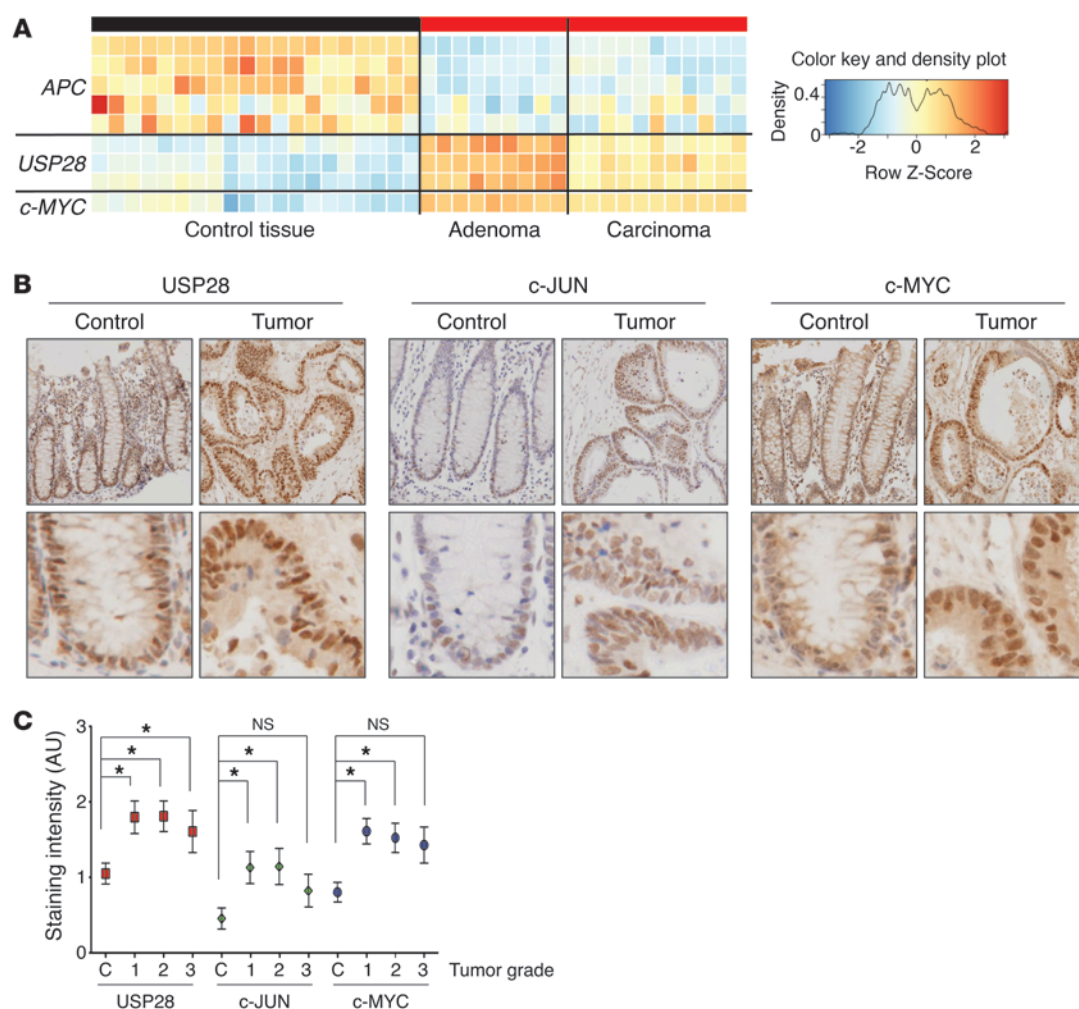 A
APC
USP28
c-MYC
Control tissue Adenoma Carcinoma
Color key and density plot
Density
0.4
0
-2 0 2
Row Z-Score
B
USP28 c-JUN c-MYC
Control Tumor Control Tumor Control Tumor
C
Staining intensity (AU)
3
2
1
0
* * *
NS * *
NS * *
C 1 2 3 C 1 2 3 C 1 2 3 Tumor grade
USP28 c-JUN c-MYC